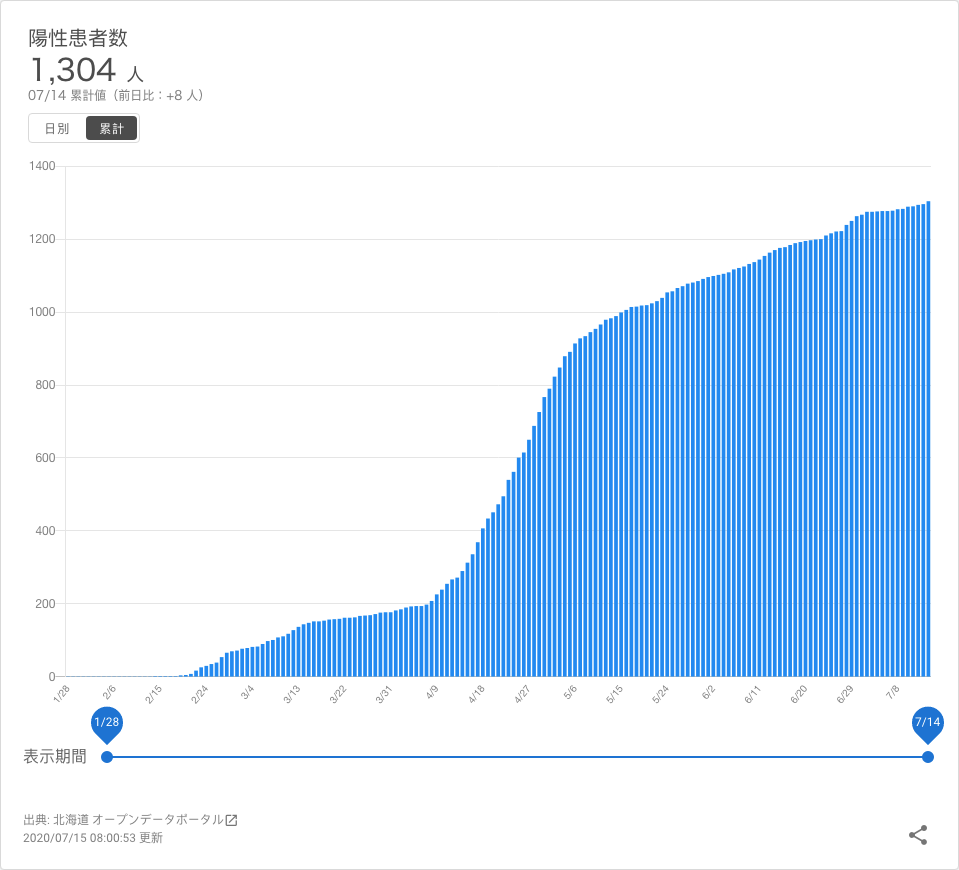 陽性患者数
1,304 人
07/14 累計値（前日比：+8 人）
日別 累計
1400
1200
1000
800
600
400
200
0
1/28 2/6 2/15 2/24 3/4 3/13 3/22 3/31 4/9 4/18 4/27 5/6 5/15 5/24 6/2 6/11 6/20 6/29 7/8
1/28 7/14
表示期間
出典: 北海道 オープンデータポータル
2020/07/15 08:00:53 更新